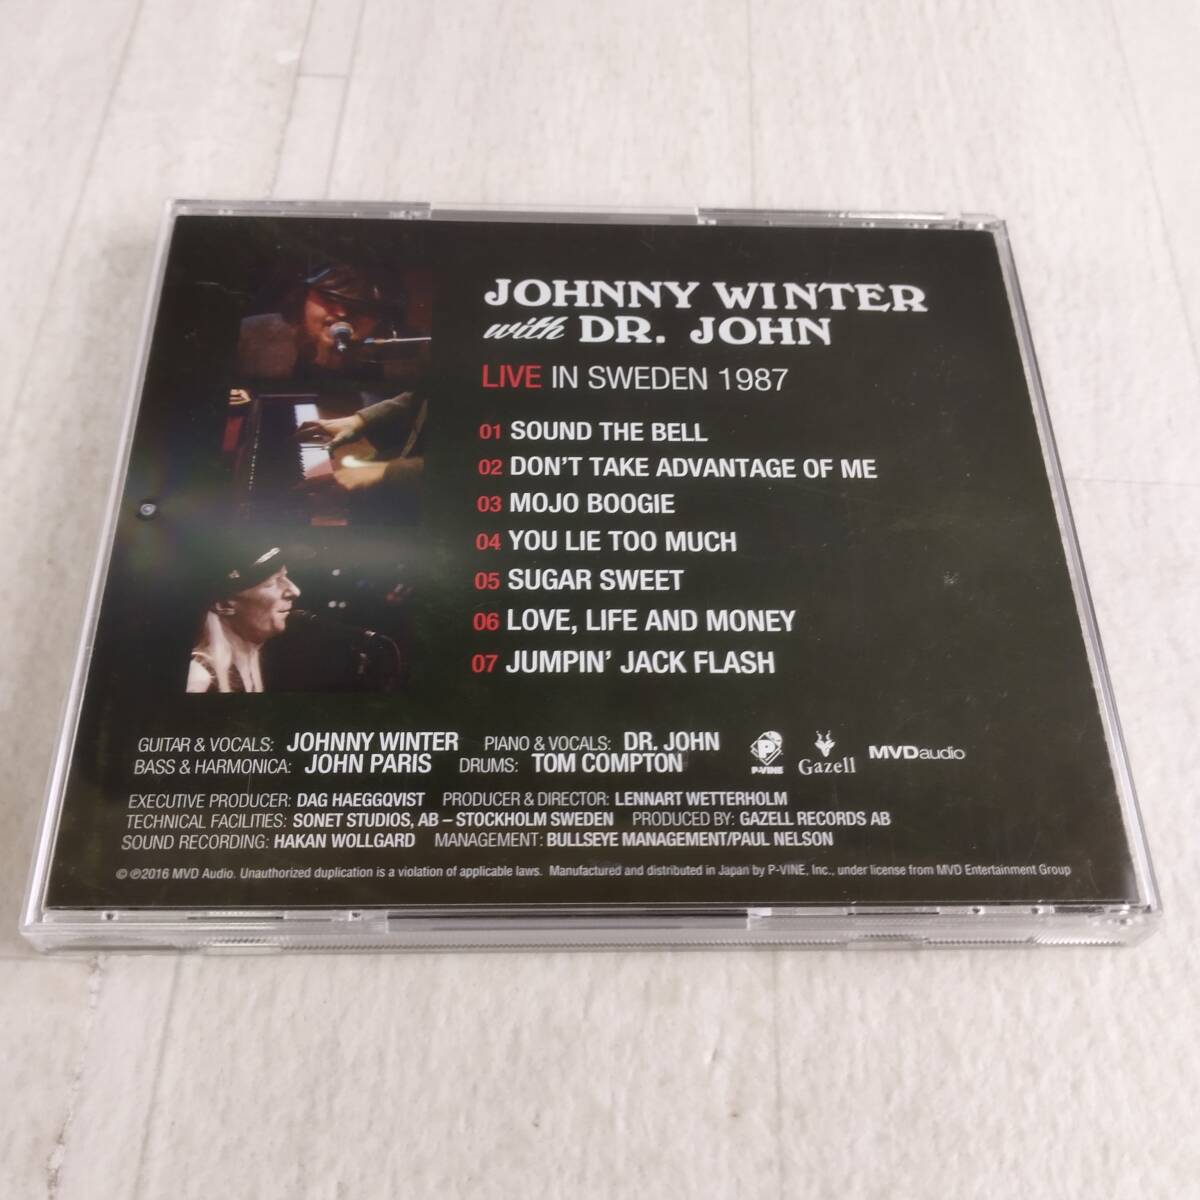 JOHNNY WINTER
with DR. JOHN
LIVE IN SWEDEN 1987
01 SOUND THE BELL
02 DON'T TAKE ADVANTAGE OF ME
03 MOJO BOOGIE
04 YOU LIE TOO MUCH
05 SUGAR SWEET
06 LOVE, LIFE AND MONEY
07 JUMPIN' JACK FLASH
GUITAR & VOCALS: JOHNNY WINTER PIANO & VOCALS: DR. JOHN
BASS & HARMONICA: JOHN PARIS DRUMS: TOM COMPTON
P-VINE
Gazell
MVDaudio
EXECUTIVE PRODUCER: DAG HAEGGQVIST PRODUCER & DIRECTOR: LENNART WETTERHOLM
TECHNICAL FACILITIES: SONET STUDIOS, AB – STOCKHOLM SWEDEN PRODUCED BY: GAZELL RECORDS AB
SOUND RECORDING: HAKAN WOLLGARD MANAGEMENT: BULLSEYE MANAGEMENT/PAUL NELSON
© ℗2016 MVD Audio. Unauthorized duplication is a violation of applicable laws. Manufactured and distributed in Japan by P-VINE, Inc., under license from MVD Entertainment Group